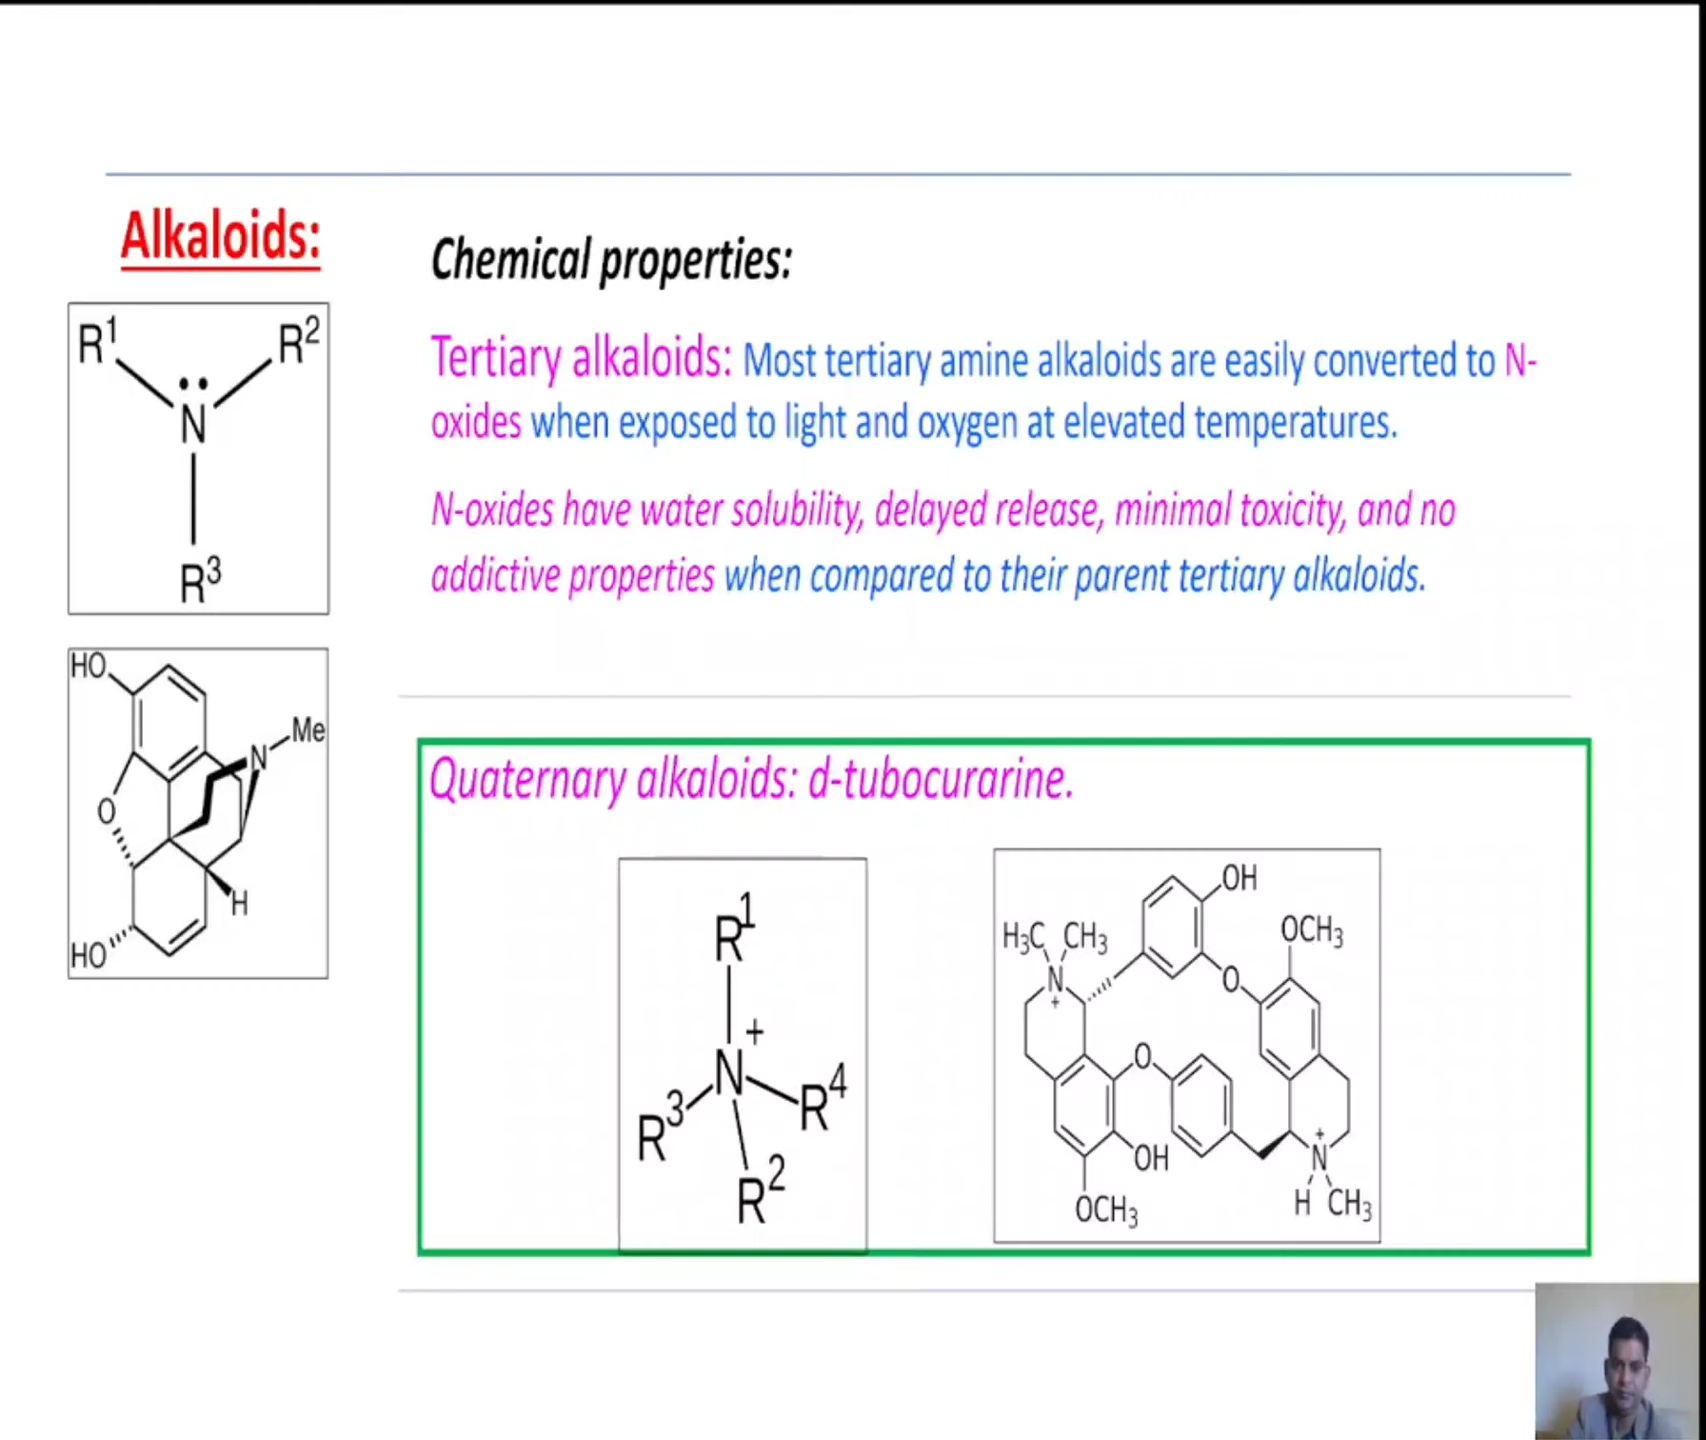 Alkaloids:
Chemical properties:
R1
R2
N
R3
Tertiary alkaloids: Most tertiary amine alkaloids are easily converted to N-
oxides when exposed to light and oxygen at elevated temperatures.
N-oxides have water solubility, delayed release, minimal toxicity, and no
addictive properties when compared to their parent tertiary alkaloids.
HO
Me
N
O
H
HO
Quaternary alkaloids: d-tubocurarine.
R1
+
N
R4
R3
R2
OH
H3C CH3
OCH3
N
+
O
O
OH
+
N
OCH3
H CH3